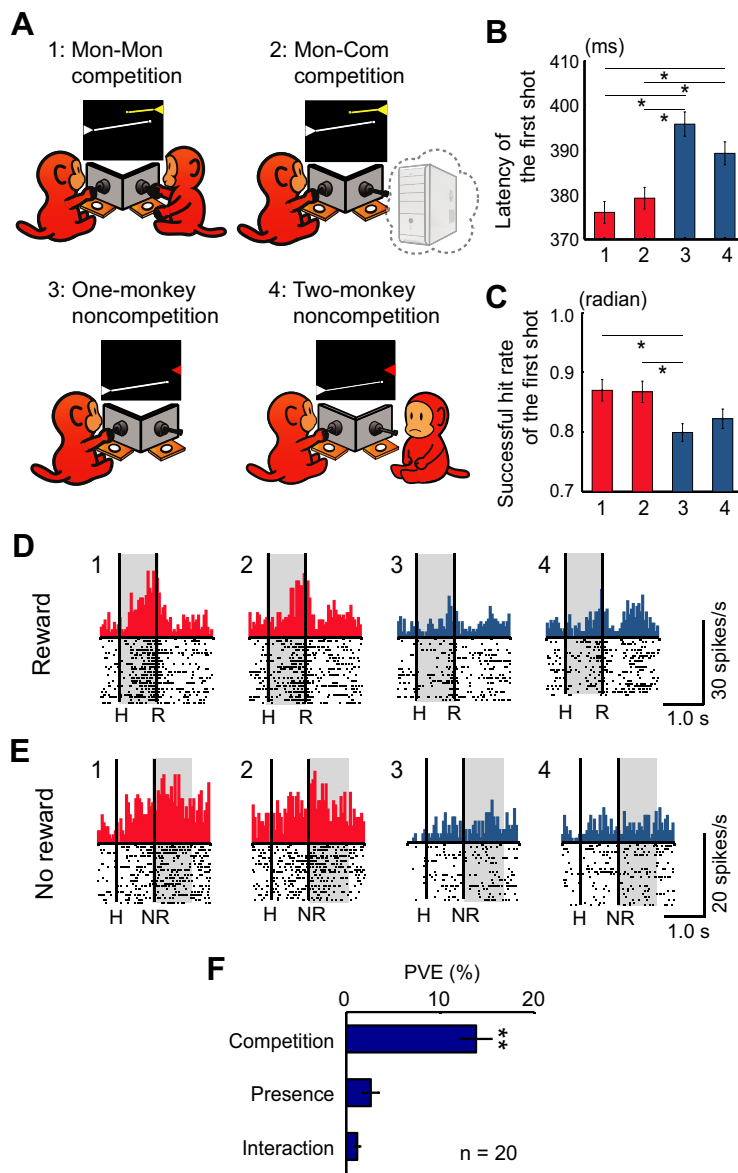 A
1: Mon-Mon
competition
2: Mon-Com
competition
3: One-monkey
noncompetition
4: Two-monkey
noncompetition
B
(ms)
Latency of
the first shot
410
400
390
380
370
*
*
*
*
1 2 3 4
C
(radian)
Successful hit rate
of the first shot
1.0
0.9
0.8
0.7
*
*
1 2 3 4
D
Reward
1 2 3 4
H R H R H R H R
30 spikes/s
1.0 s
E
No reward
1 2 3 4
H NR H NR H NR H NR
20 spikes/s
1.0 s
F
PVE (%)
0 10 20
Competition
**
Presence
Interaction
n = 20